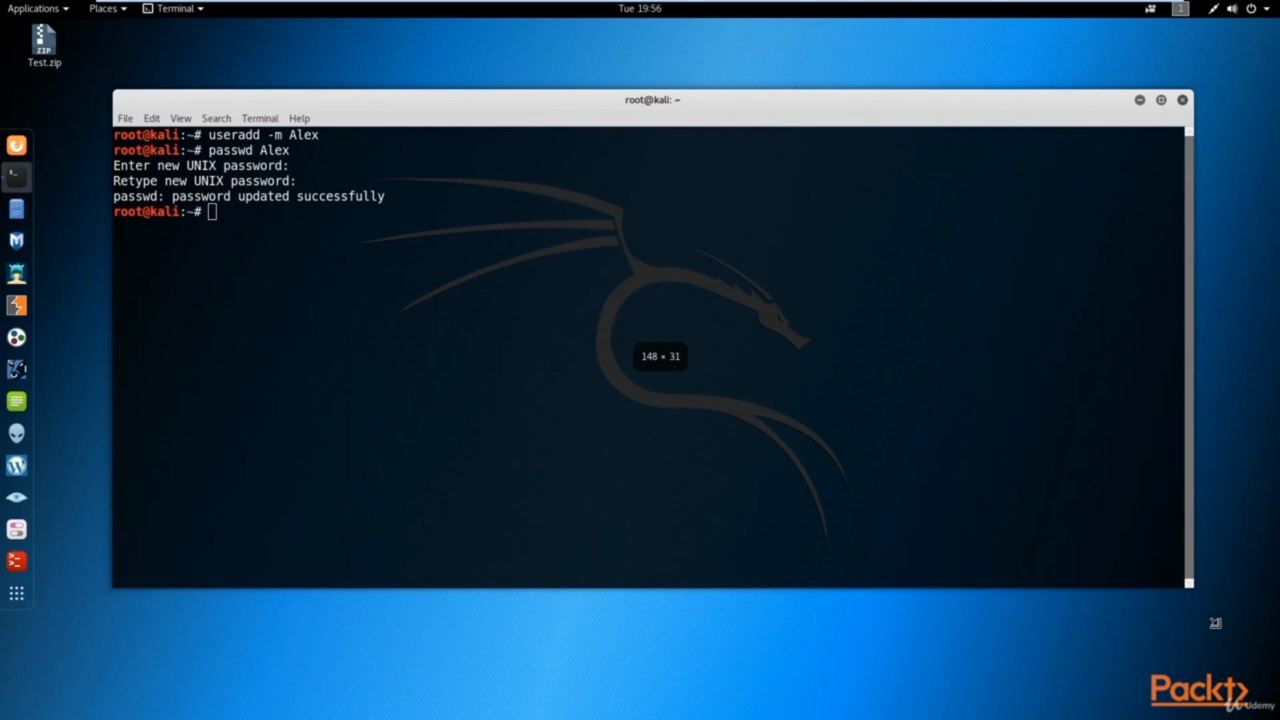 Applications Places Terminal Tue 19:56 1
ZIP
Test.zip
root@kali: ~
File Edit View Search Terminal Help
root@kali:~# useradd -m Alex
root@kali:~# passwd Alex
Enter new UNIX password:
Retype new UNIX password:
passwd: password updated successfully
root@kali:~#
148 × 31
Packt
Udemy